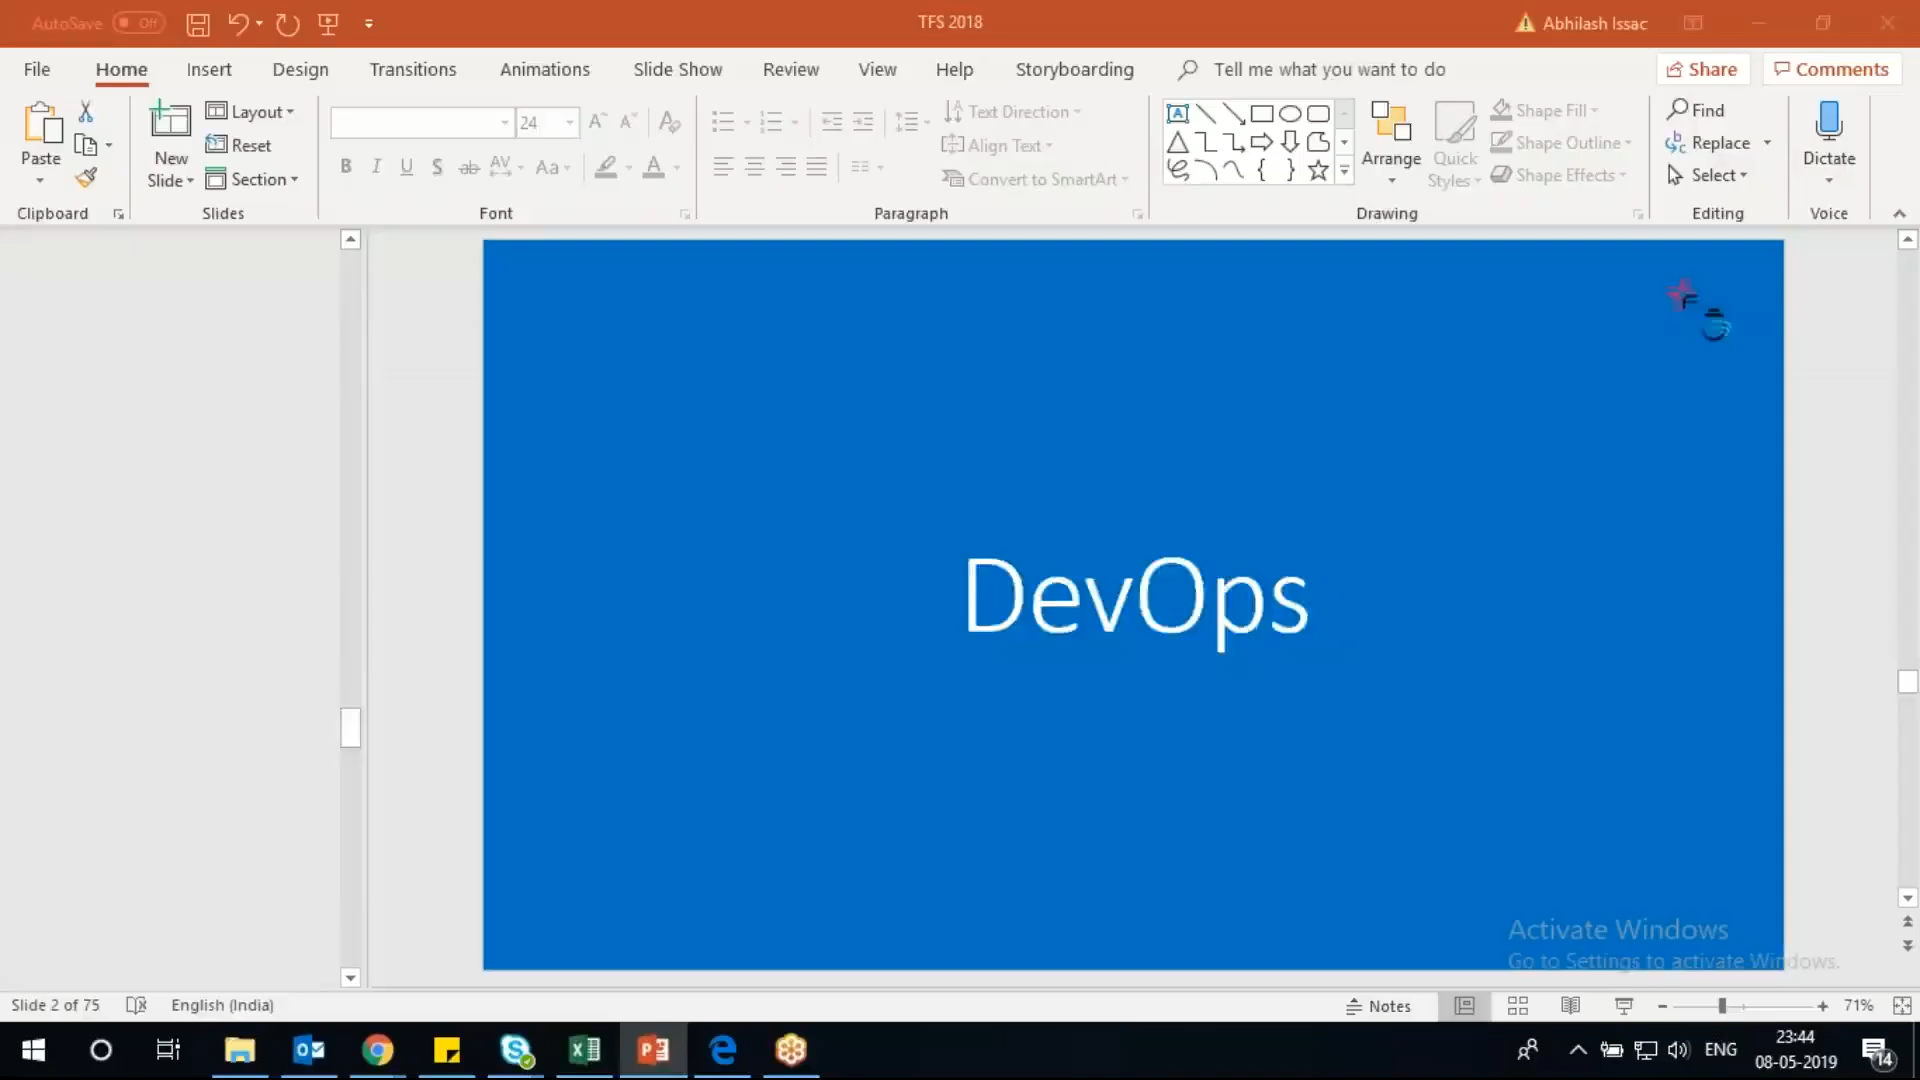 AutoSave Off TFS 2018 Abhilash Issac
File Home Insert Design Transitions Animations Slide Show Review View Help Storyboarding Tell me what you want to do Share Comments
Paste
New Slide
Layout
Reset
Section
24
B I U S ab AV Aa A
Text Direction
Align Text
Convert to SmartArt
Arrange
Quick Styles
Shape Fill
Shape Outline
Shape Effects
Find
Replace
Select
Dictate
Clipboard Slides Font Paragraph Drawing Editing Voice
DevOps
Activate Windows
Go to Settings to activate Windows.
Slide 2 of 75 English (India) Notes 71%
ENG
23:44
08-05-2019
14